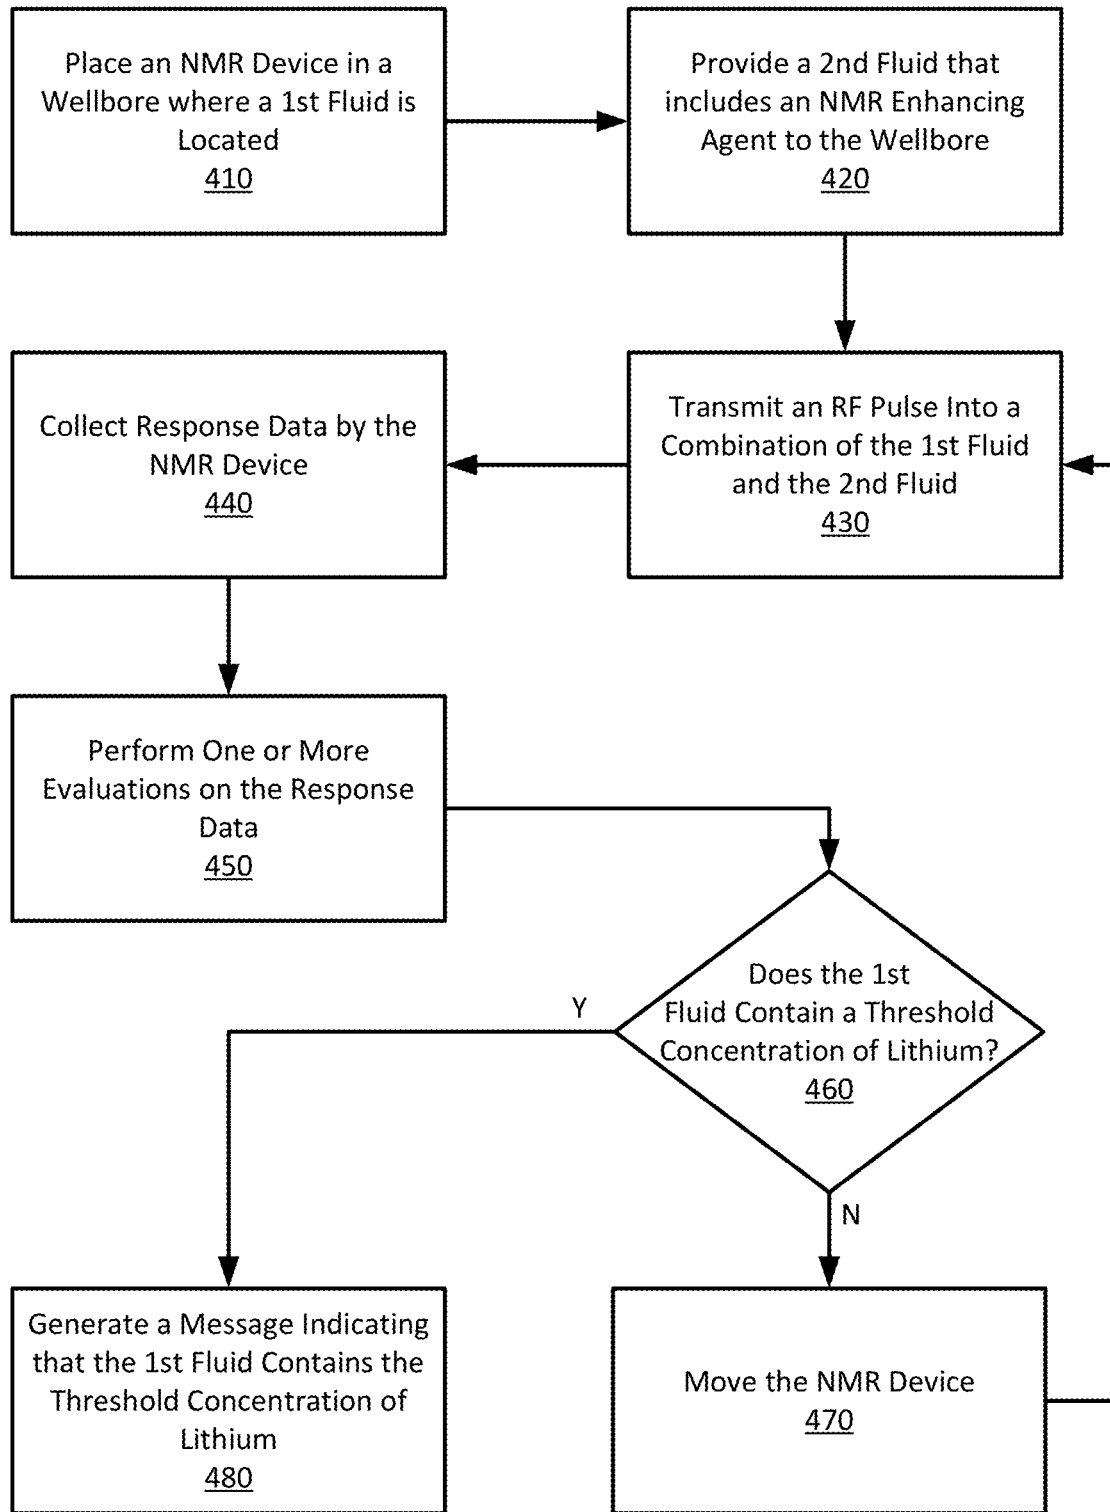 Place an NMR Device in a
Wellbore where a 1st Fluid is
Located
410
Provide a 2nd Fluid that
includes an NMR Enhancing
Agent to the Wellbore
420
Transmit an RF Pulse Into a
Combination of the 1st Fluid
and the 2nd Fluid
430
Collect Response Data by the
NMR Device
440
Perform One or More
Evaluations on the Response
Data
450
Does the 1st
Fluid Contain a Threshold
Concentration of Lithium?
460
Y
N
Move the NMR Device
470
Generate a Message Indicating
that the 1st Fluid Contains the
Threshold Concentration of
Lithium
480